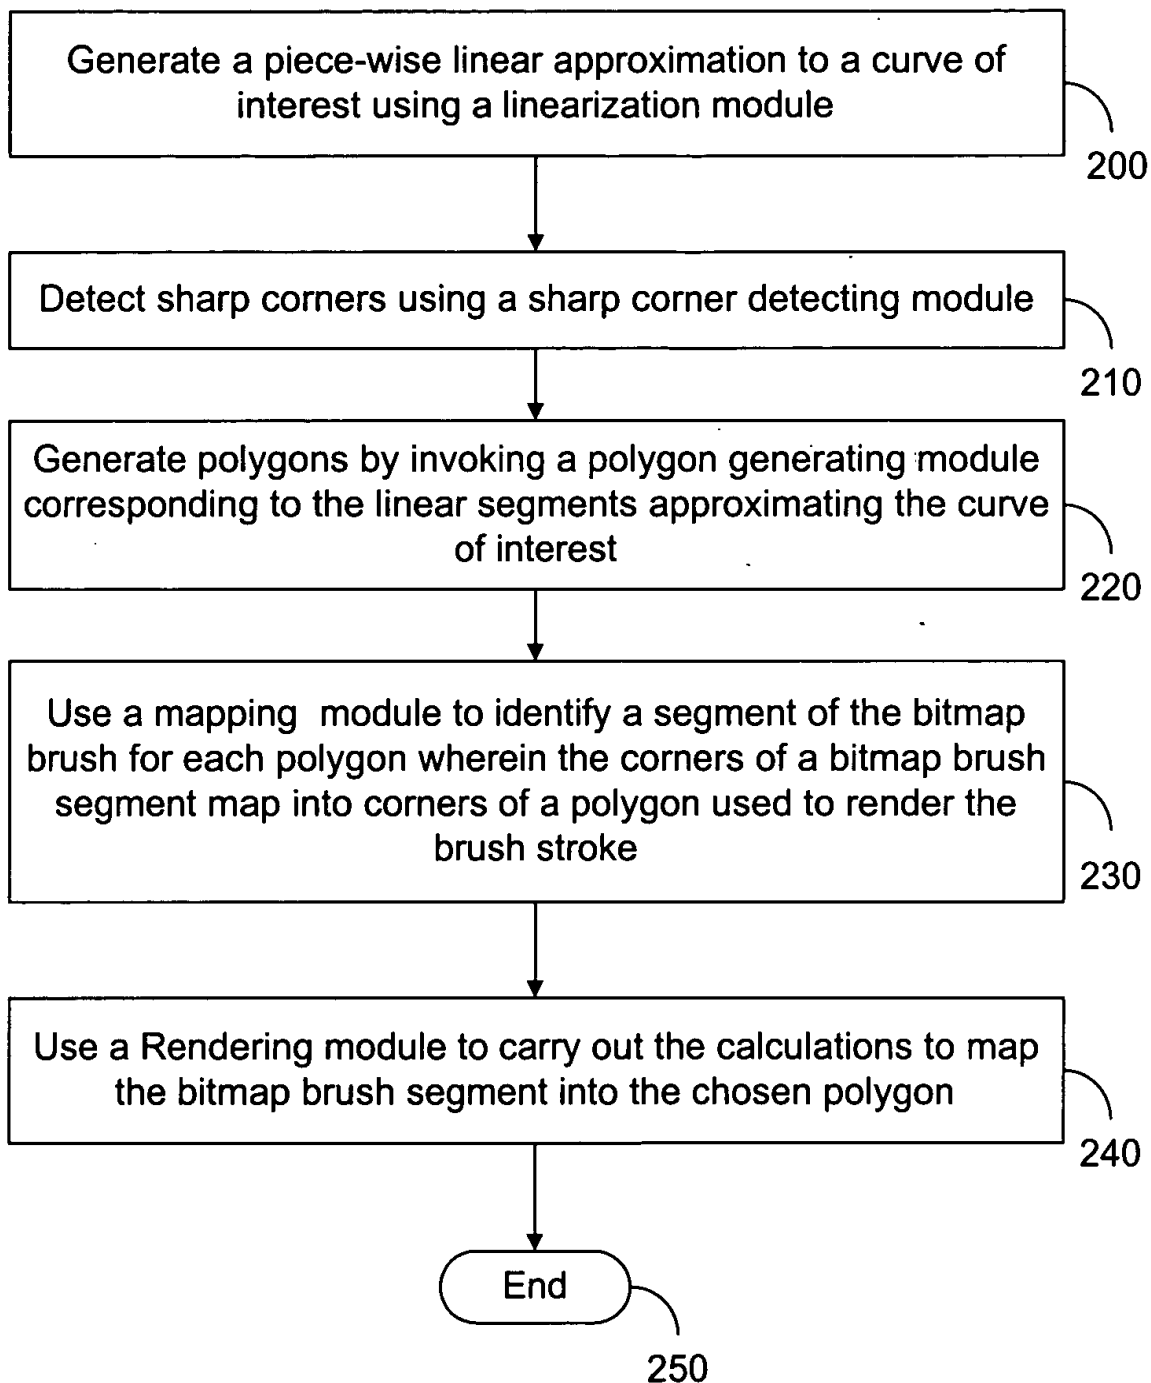 Generate a piece-wise linear approximation to a curve of
interest using a linearization module
200
Detect sharp corners using a sharp corner detecting module
210
Generate polygons by invoking a polygon generating module
corresponding to the linear segments approximating the curve
of interest
220
Use a mapping module to identify a segment of the bitmap
brush for each polygon wherein the corners of a bitmap brush
segment map into corners of a polygon used to render the
brush stroke
230
Use a Rendering module to carry out the calculations to map
the bitmap brush segment into the chosen polygon
240
End
250